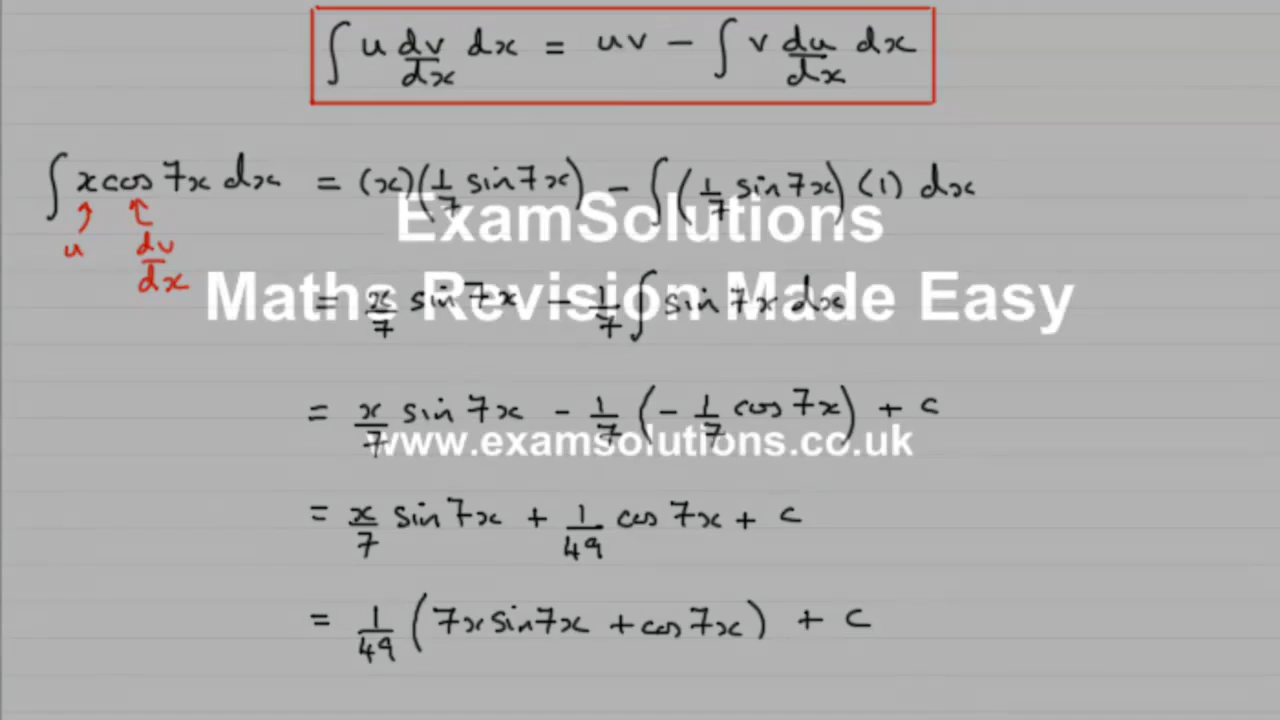 ∫ u dv/dx dx = uv − ∫ v du/dx dx
∫ x cos 7x dx = (x)(1/7 sin 7x) − ∫ (1/7 sin 7x)(1) dx
u dv/dx
ExamSolutions
Maths Revision Made Easy
= x/7 sin 7x − 1/7 ∫ sin 7x dx
= x/7 sin 7x − 1/7 (− 1/7 cos 7x) + c
www.examsolutions.co.uk
= x/7 sin 7x + 1/49 cos 7x + c
= 1/49 (7x sin 7x + cos 7x) + c